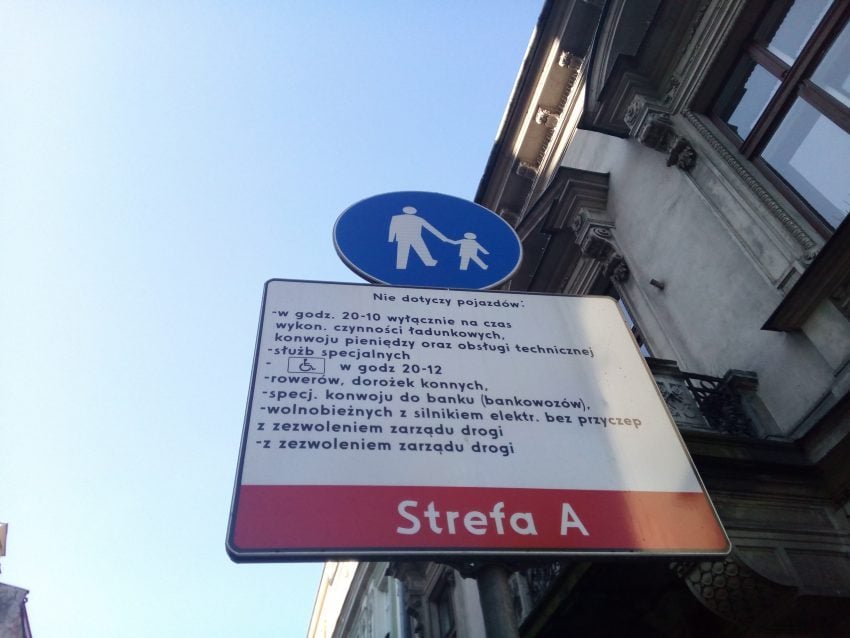 Nie dotyczy pojazdów:
-w godz. 20-10 wyłącznie na czas
wykon. czynności ładunkowych,
konwoju pieniędzy oraz obsługi technicznej
-służb specjalnych
- w godz 20-12
-rowerów, dorożek konnych,
-specj. konwoju do banku (bankowozów),
-wolnobieżnych z silnikiem elektr. bez przyczep
z zezwoleniem zarządu drogi
-z zezwoleniem zarządu drogi
Strefa A